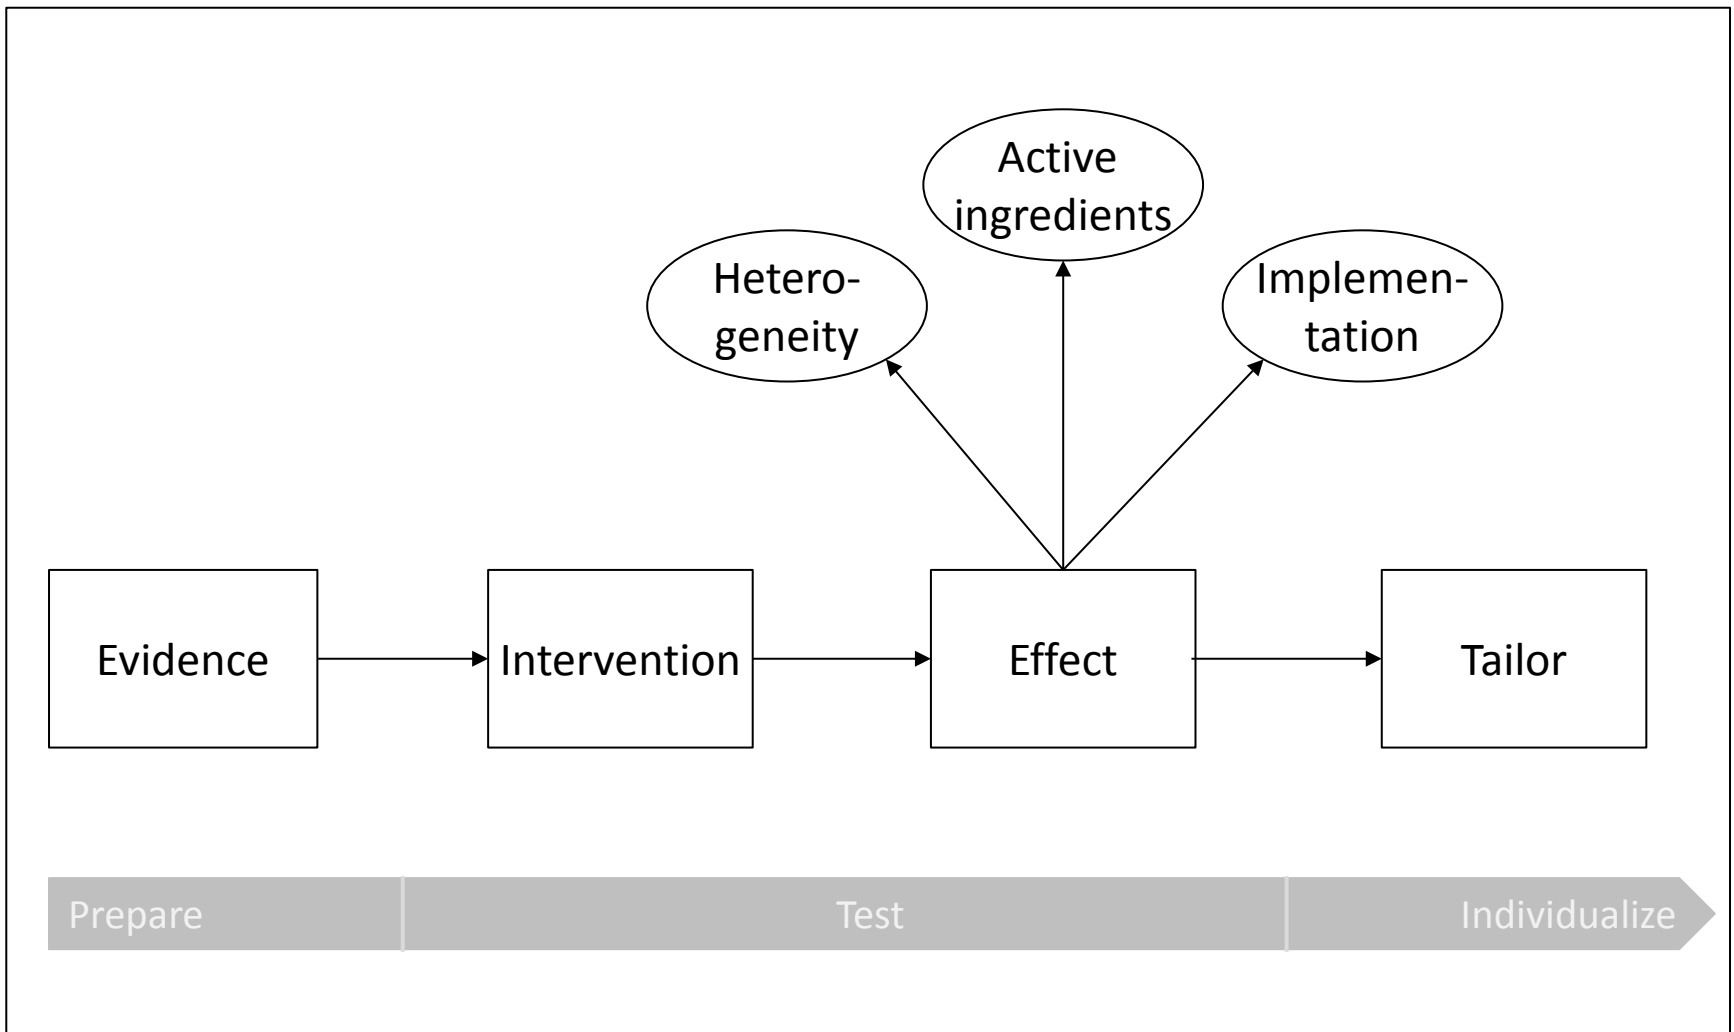 Active
ingredients
Hetero-
geneity
Implemen-
tation
Evidence
Intervention
Effect
Tailor
Prepare
Test
Individualize